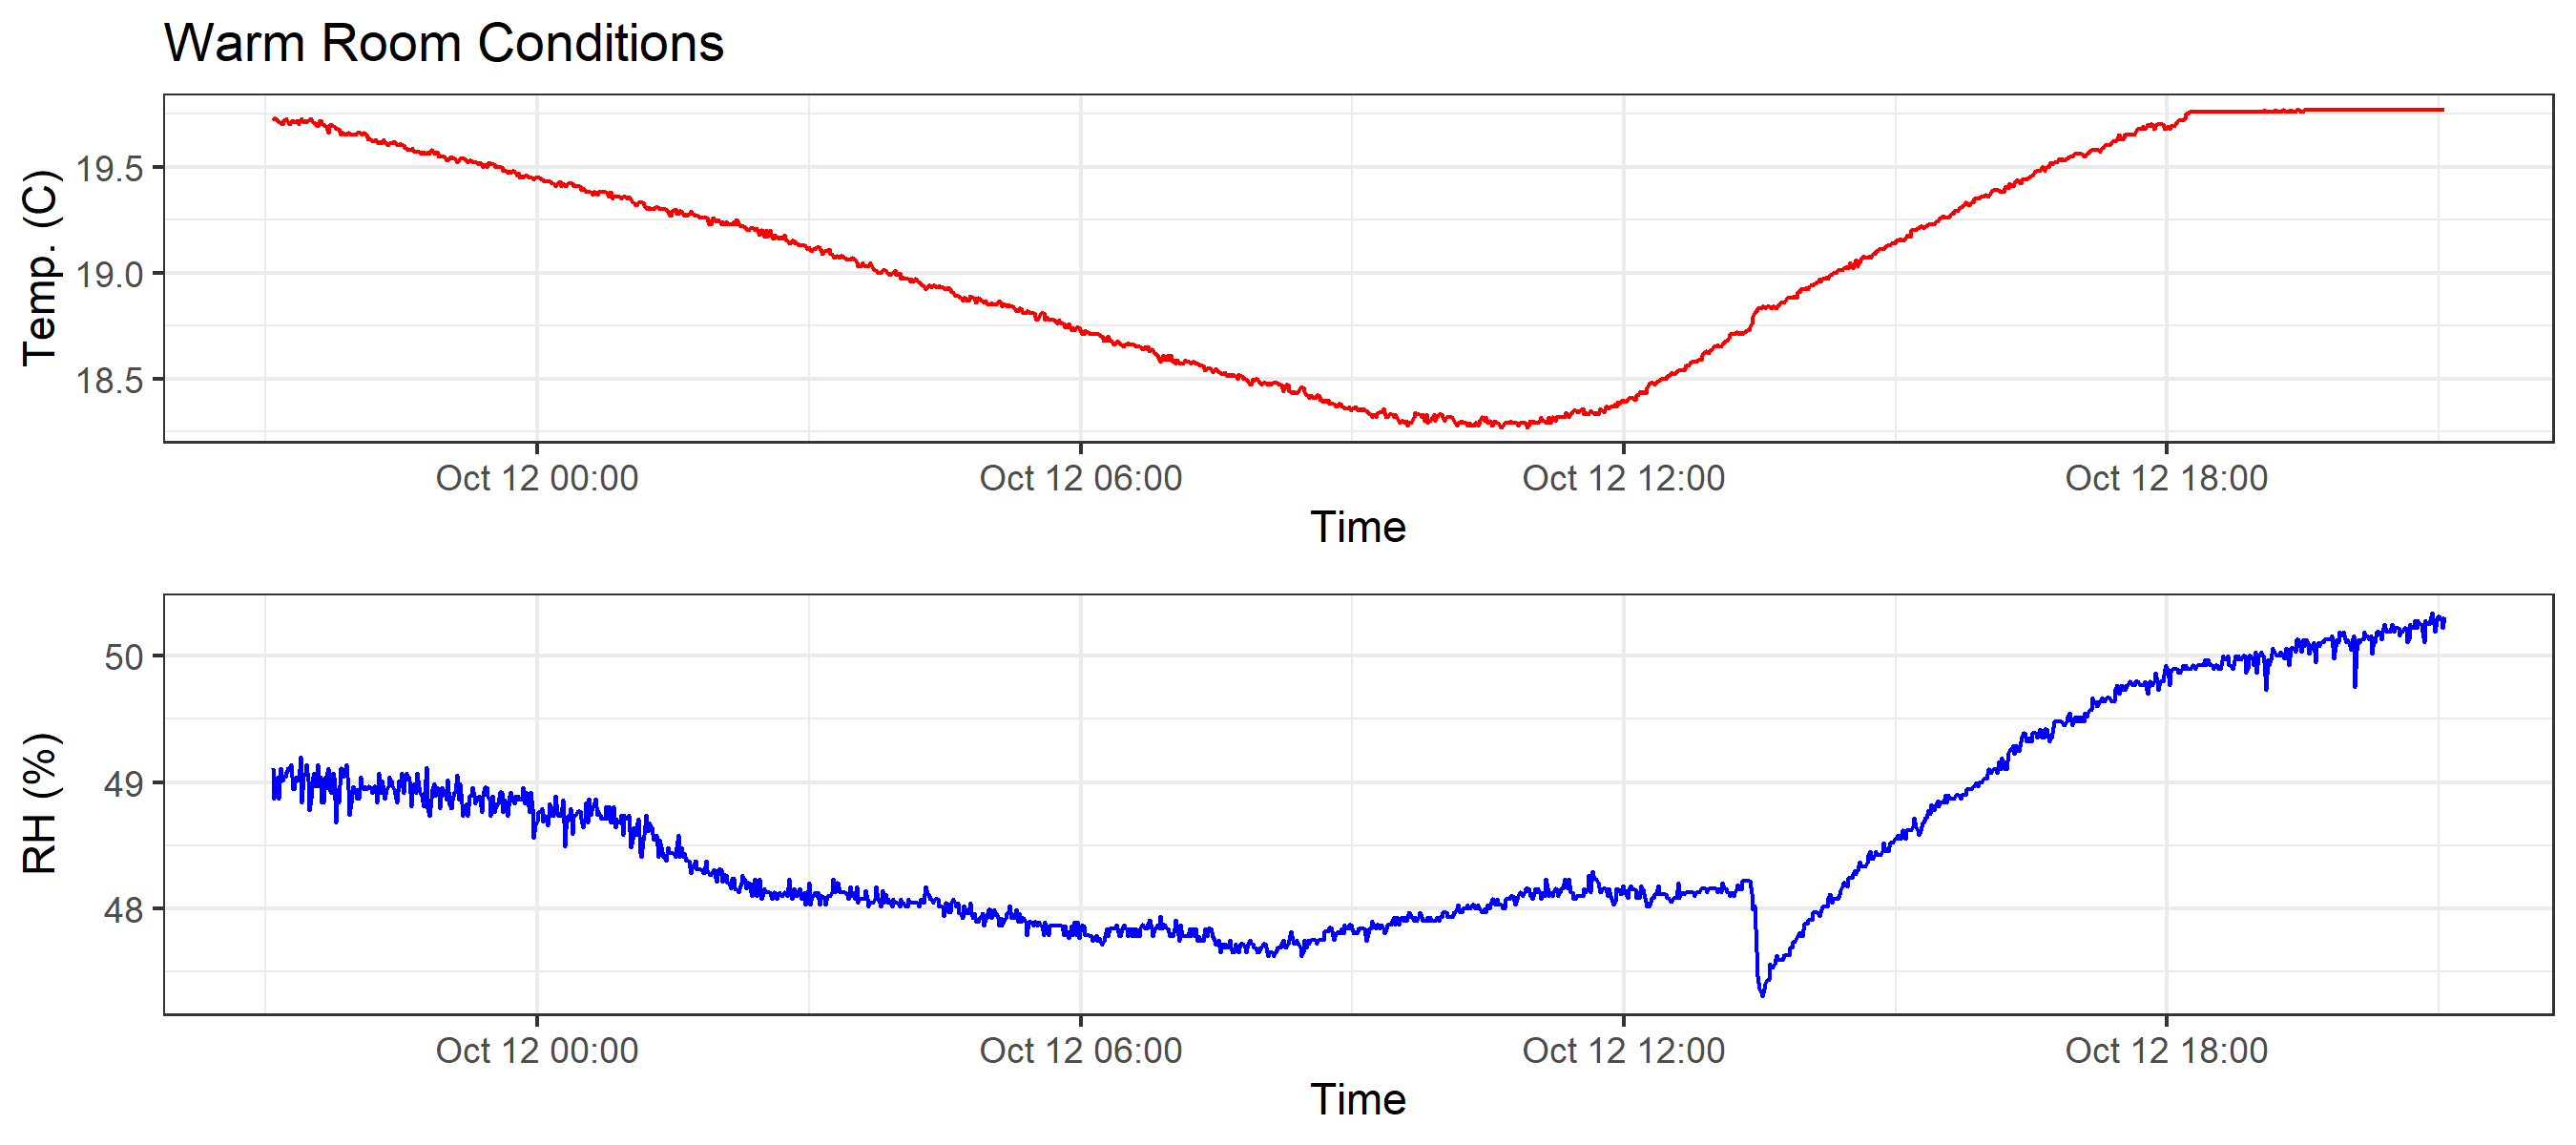 Warm Room Conditions
Temp. (C)
19.5
19.0
18.5
Oct 12 00:00 Oct 12 06:00 Oct 12 12:00 Oct 12 18:00
Time
RH (%)
50
49
48
Oct 12 00:00 Oct 12 06:00 Oct 12 12:00 Oct 12 18:00
Time